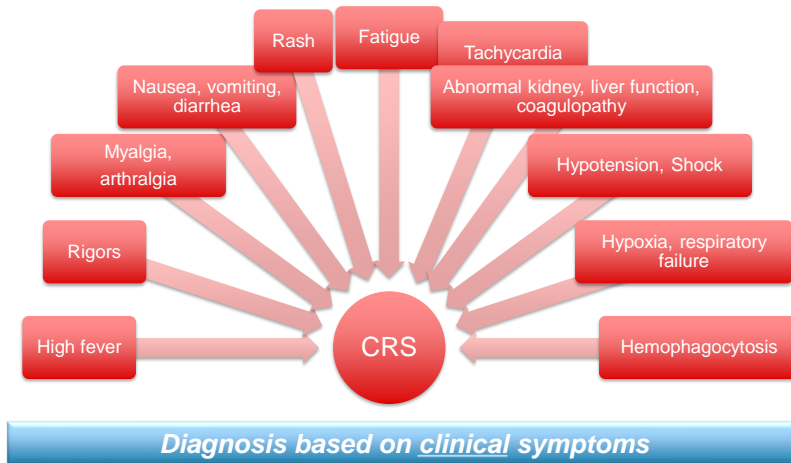 Rash
Fatigue
Tachycardia
Nausea, vomiting,
diarrhea
Abnormal kidney, liver function,
coagulopathy
Myalgia,
arthralgia
Hypotension, Shock
Rigors
Hypoxia, respiratory
failure
High fever
CRS
Hemophagocytosis
Diagnosis based on clinical symptoms